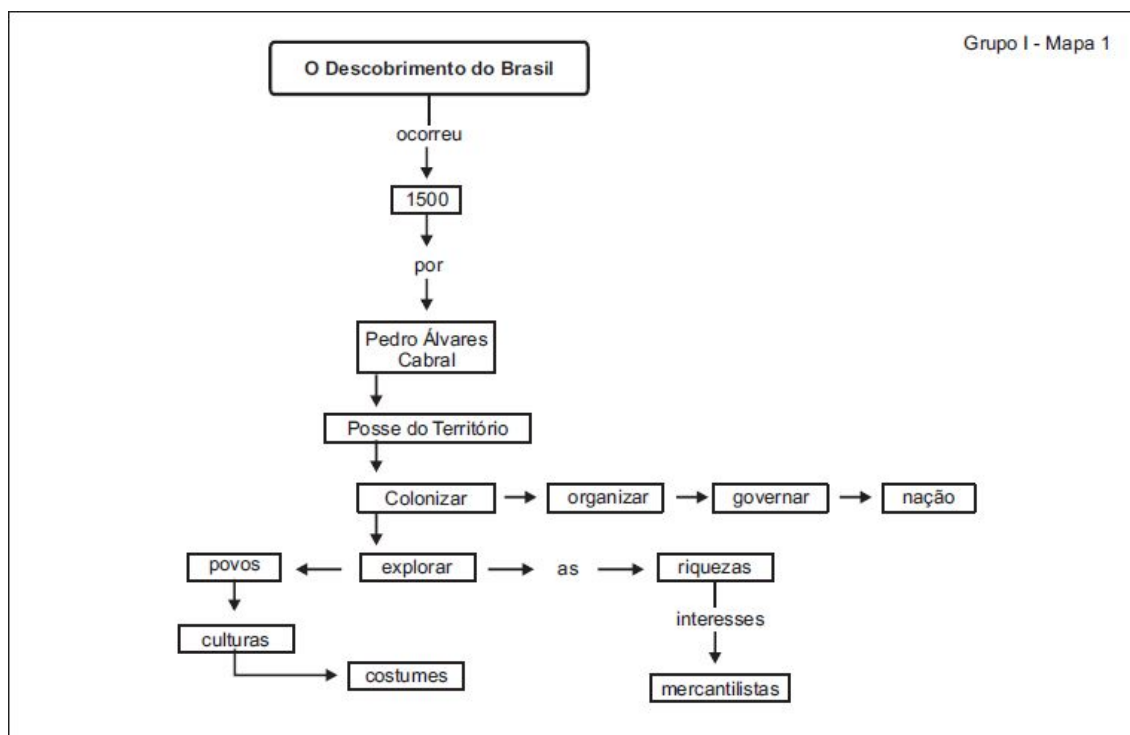 Grupo I - Mapa 1
O Descobrimento do Brasil
ocorreu
1500
por
Pedro Álvares
Cabral
Posse do Território
Colonizar
organizar
governar
nação
povos
explorar
as
riquezas
culturas
interesses
costumes
mercantilistas